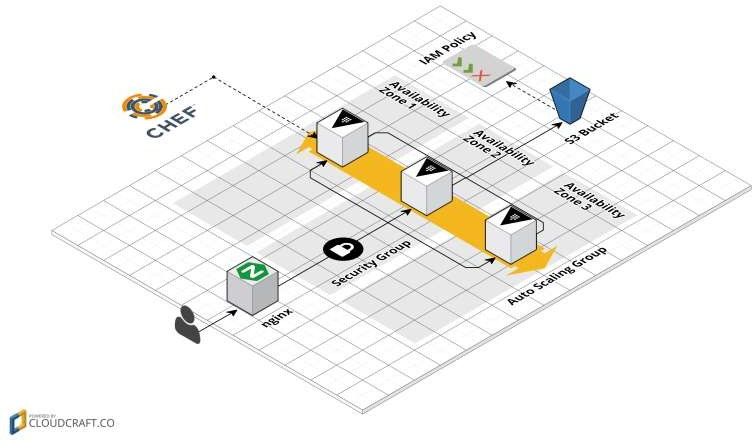 IAM Policy
S3 Bucket
Availability
Zone 1
Availability
Zone 2
Availability
Zone 3
CHEF
Security Group
Auto Scaling Group
N
nginx
POWERED BY
CLOUDCRAFT.CO